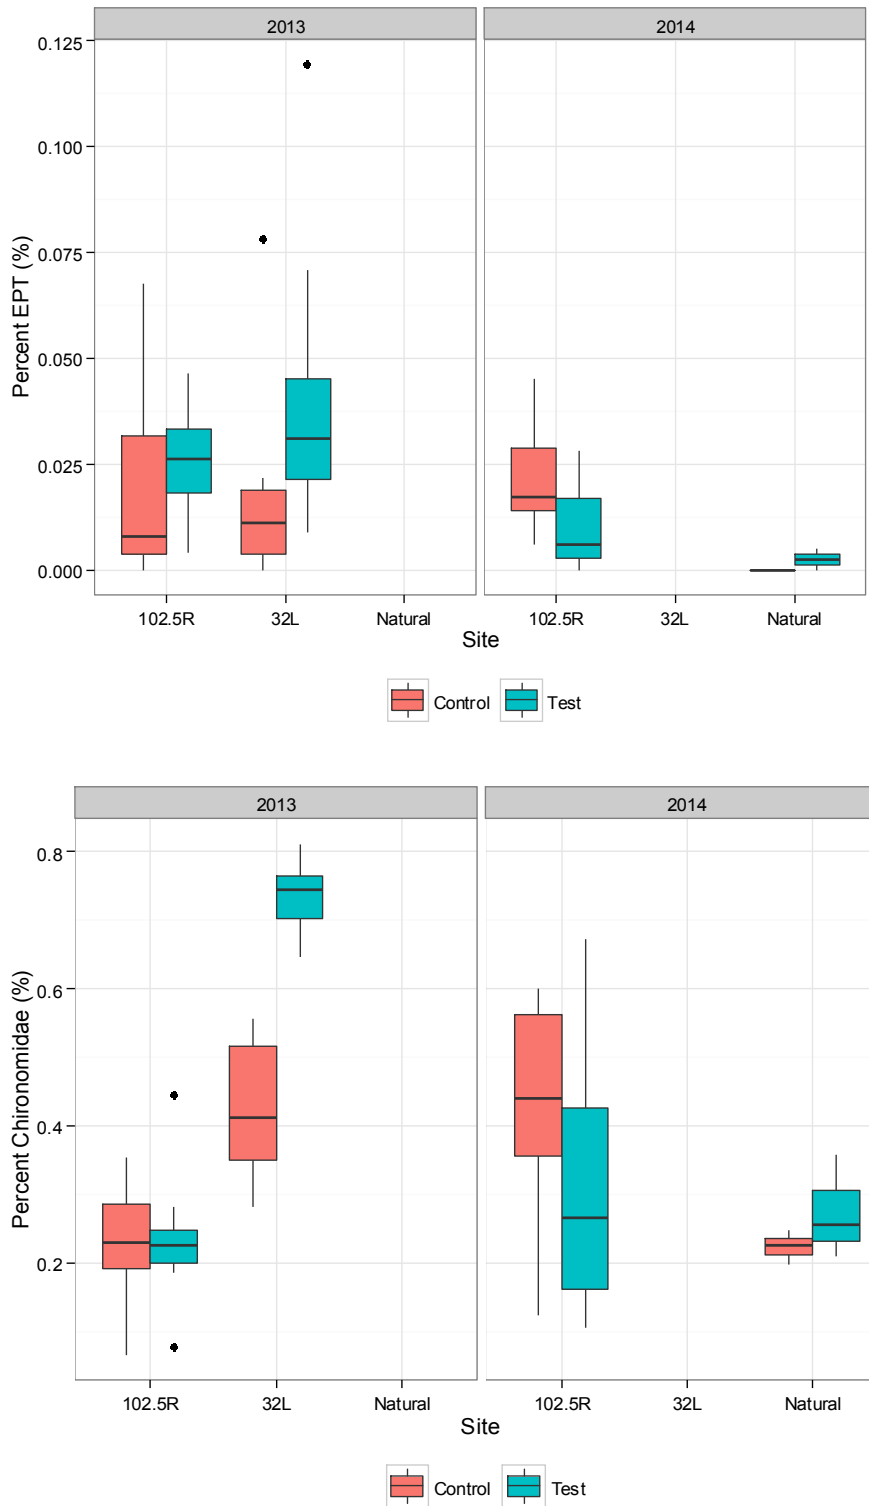 2013 2014
Percent EPT (%)
0.125
0.100
0.075
0.050
0.025
0.000
102.5R 32L Natural 102.5R 32L Natural
Site
Control Test
2013 2014
Percent Chironomidae (%)
0.8
0.6
0.4
0.2
102.5R 32L Natural 102.5R 32L Natural
Site
Control Test